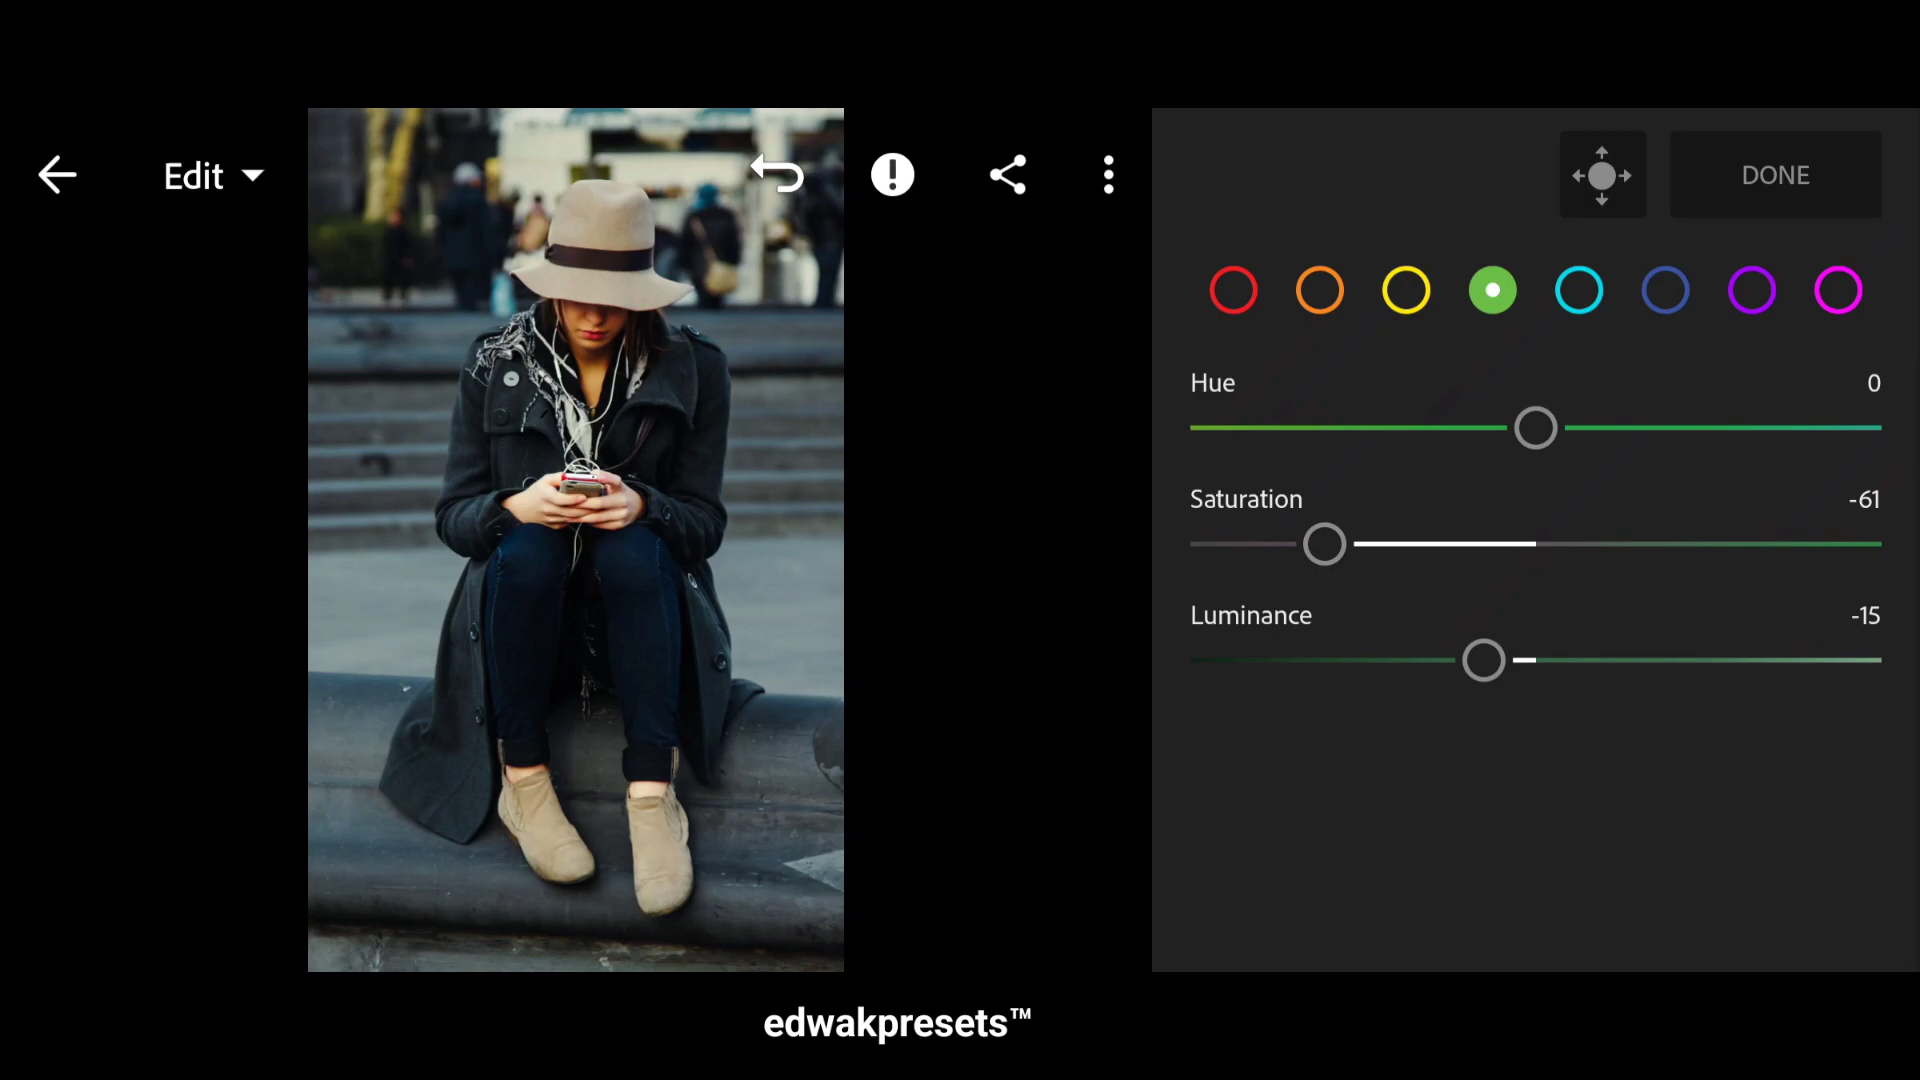 Edit
DONE
Hue 0
Saturation -61
Luminance -15
edwakpresets™